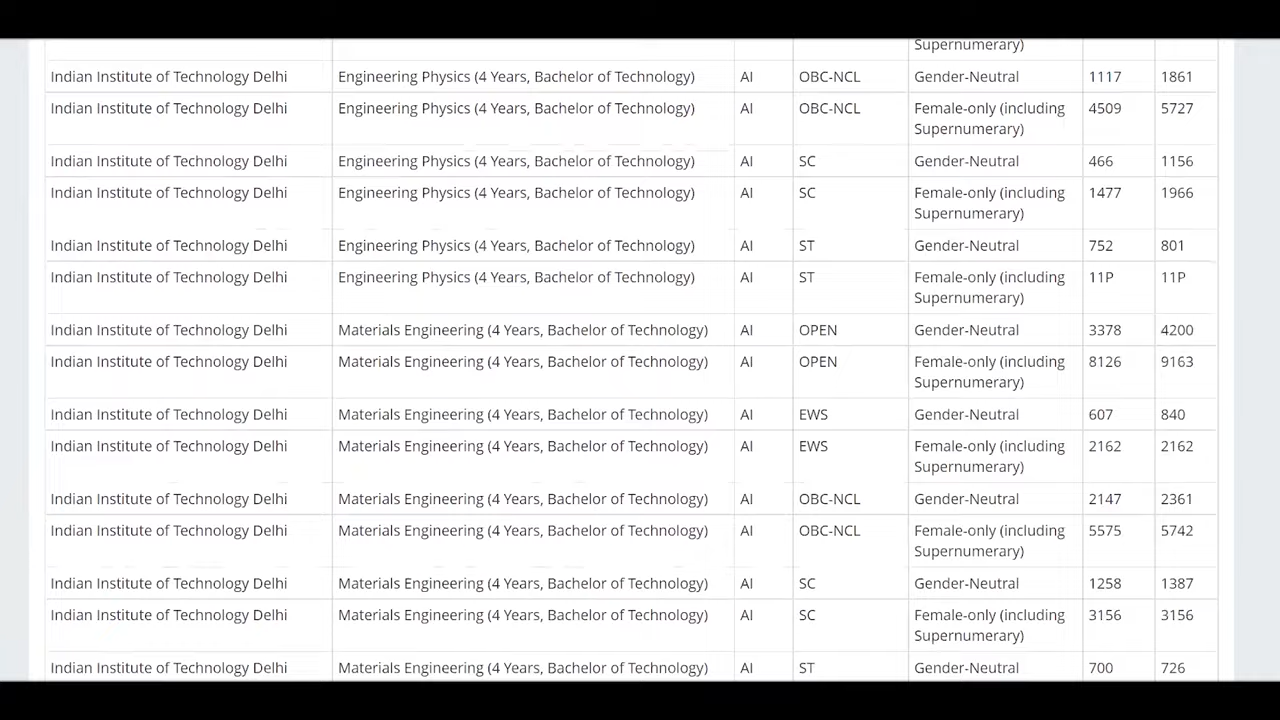 Supernumerary)
Indian Institute of Technology Delhi Engineering Physics (4 Years, Bachelor of Technology) AI OBC-NCL Gender-Neutral 1117 1861
Indian Institute of Technology Delhi Engineering Physics (4 Years, Bachelor of Technology) AI OBC-NCL Female-only (including 4509 5727
Supernumerary)
Indian Institute of Technology Delhi Engineering Physics (4 Years, Bachelor of Technology) AI SC Gender-Neutral 466 1156
Indian Institute of Technology Delhi Engineering Physics (4 Years, Bachelor of Technology) AI SC Female-only (including 1477 1966
Supernumerary)
Indian Institute of Technology Delhi Engineering Physics (4 Years, Bachelor of Technology) AI ST Gender-Neutral 752 801
Indian Institute of Technology Delhi Engineering Physics (4 Years, Bachelor of Technology) AI ST Female-only (including 11P 11P
Supernumerary)
Indian Institute of Technology Delhi Materials Engineering (4 Years, Bachelor of Technology) AI OPEN Gender-Neutral 3378 4200
Indian Institute of Technology Delhi Materials Engineering (4 Years, Bachelor of Technology) AI OPEN Female-only (including 8126 9163
Supernumerary)
Indian Institute of Technology Delhi Materials Engineering (4 Years, Bachelor of Technology) AI EWS Gender-Neutral 607 840
Indian Institute of Technology Delhi Materials Engineering (4 Years, Bachelor of Technology) AI EWS Female-only (including 2162 2162
Supernumerary)
Indian Institute of Technology Delhi Materials Engineering (4 Years, Bachelor of Technology) AI OBC-NCL Gender-Neutral 2147 2361
Indian Institute of Technology Delhi Materials Engineering (4 Years, Bachelor of Technology) AI OBC-NCL Female-only (including 5575 5742
Supernumerary)
Indian Institute of Technology Delhi Materials Engineering (4 Years, Bachelor of Technology) AI SC Gender-Neutral 1258 1387
Indian Institute of Technology Delhi Materials Engineering (4 Years, Bachelor of Technology) AI SC Female-only (including 3156 3156
Supernumerary)
Indian Institute of Technology Delhi Materials Engineering (4 Years, Bachelor of Technology) AI ST Gender-Neutral 700 726